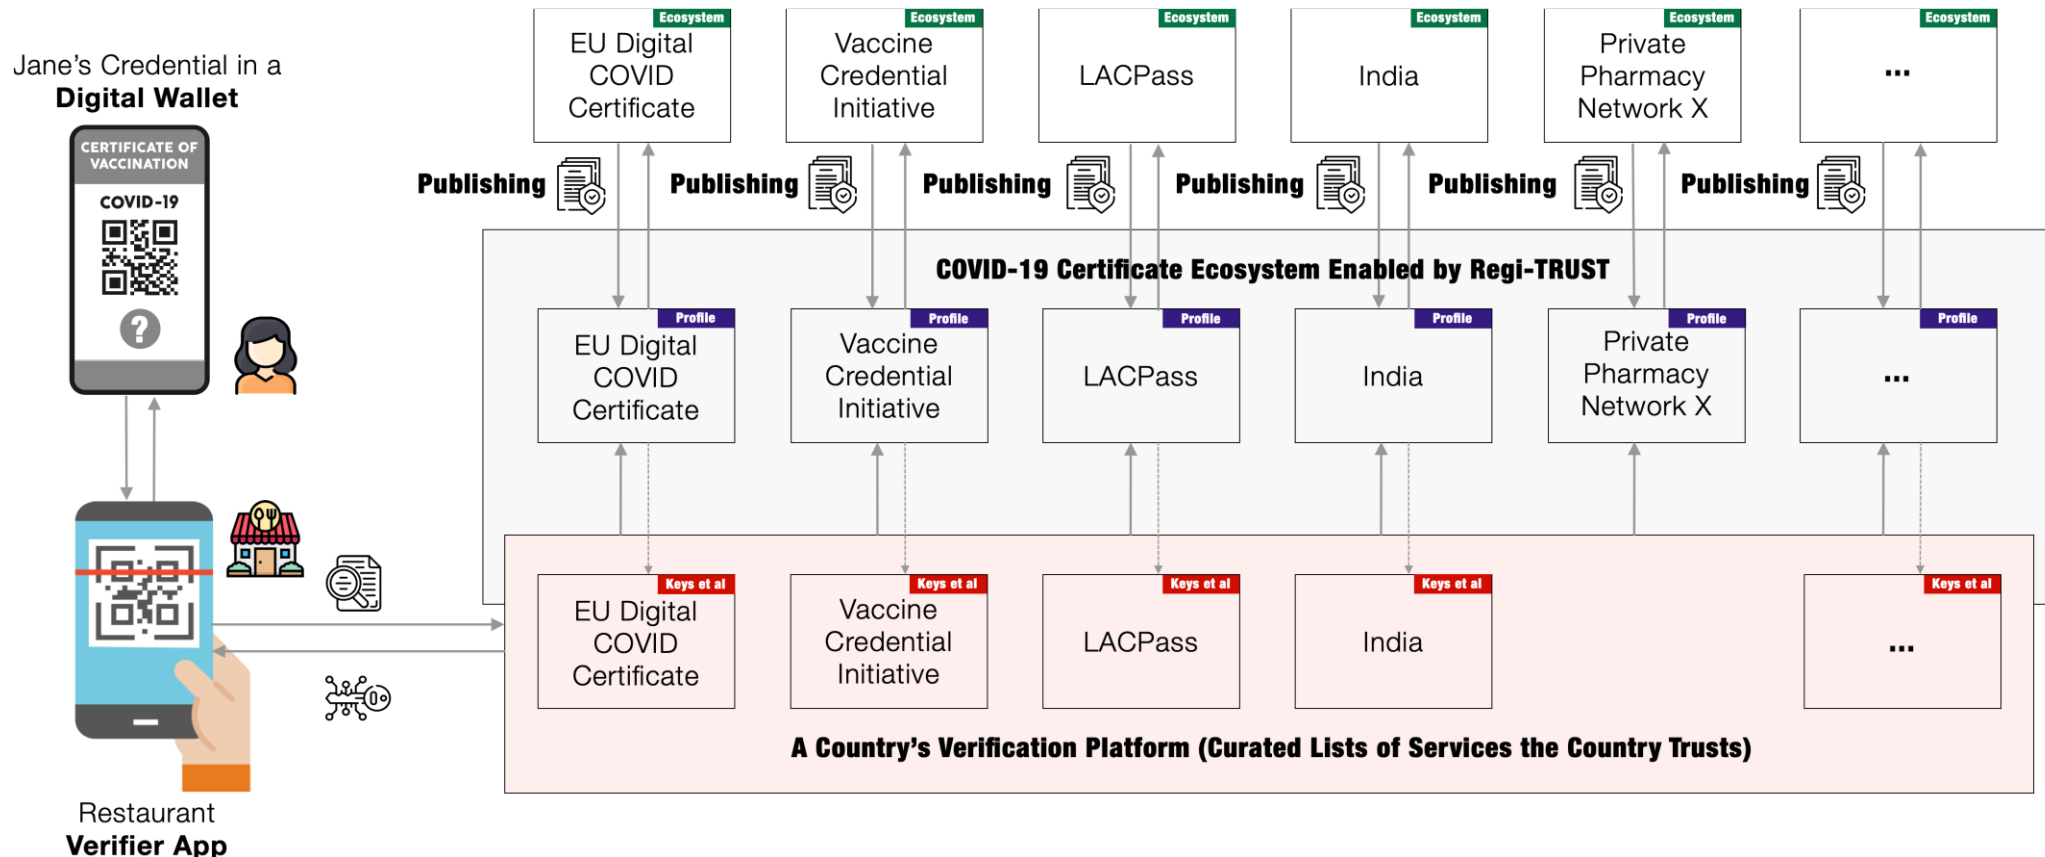 Jane's Credential in a
Digital Wallet
CERTIFICATE OF
VACCINATION
COVID-19
?
Restaurant
Verifier App
Ecosystem
EU Digital
COVID
Certificate
Ecosystem
Vaccine
Credential
Initiative
Ecosystem
LACPass
Ecosystem
India
Ecosystem
Private
Pharmacy
Network X
Ecosystem
...
Publishing
Publishing
Publishing
Publishing
Publishing
Publishing
COVID-19 Certificate Ecosystem Enabled by Regi-TRUST
Profile
EU Digital
COVID
Certificate
Profile
Vaccine
Credential
Initiative
Profile
LACPass
Profile
India
Profile
Private
Pharmacy
Network X
Profile
...
Keys et al
EU Digital
COVID
Certificate
Keys et al
Vaccine
Credential
Initiative
Keys et al
LACPass
Keys et al
India
Keys et al
...
A Country's Verification Platform (Curated Lists of Services the Country Trusts)